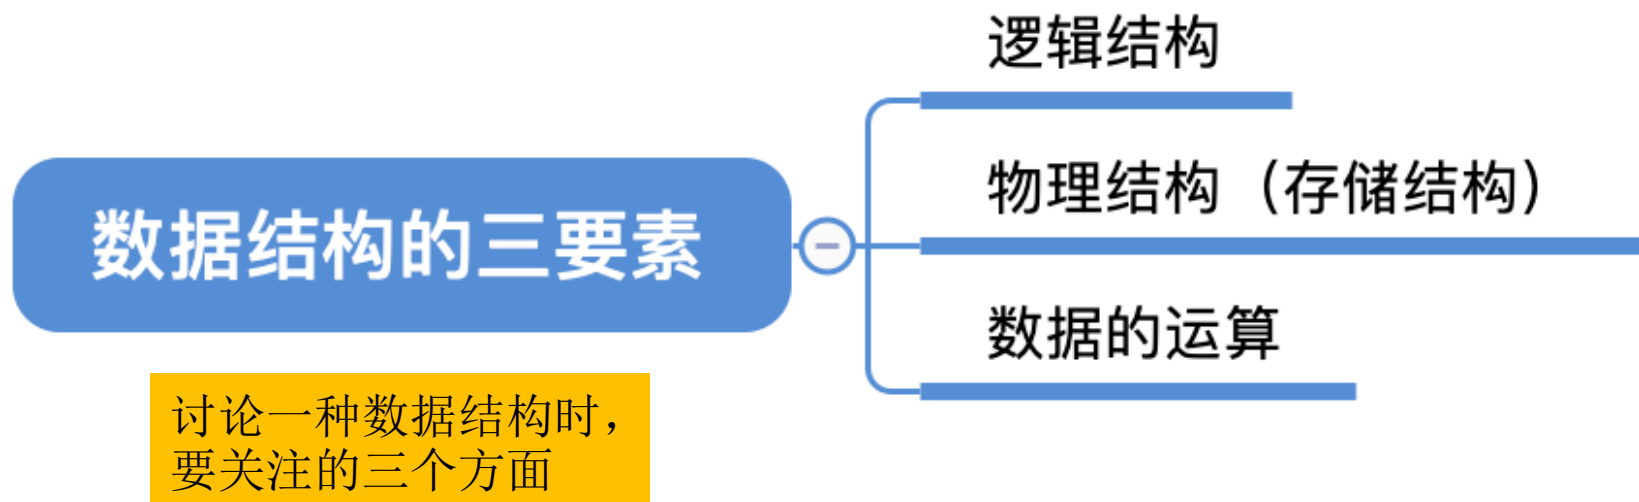 数据结构的三要素
逻辑结构
物理结构（存储结构）
数据的运算
讨论一种数据结构时，
要关注的三个方面